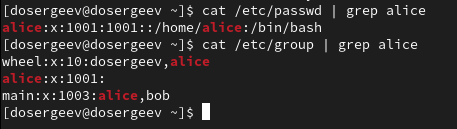 [dosergeev@dosergeev ~]$ cat /etc/passwd | grep alice
alice:x:1001:1001::/home/alice:/bin/bash
[dosergeev@dosergeev ~]$ cat /etc/group | grep alice
wheel:x:10:dosergeev,alice
alice:x:1001:
main:x:1003:alice,bob
[dosergeev@dosergeev ~]$